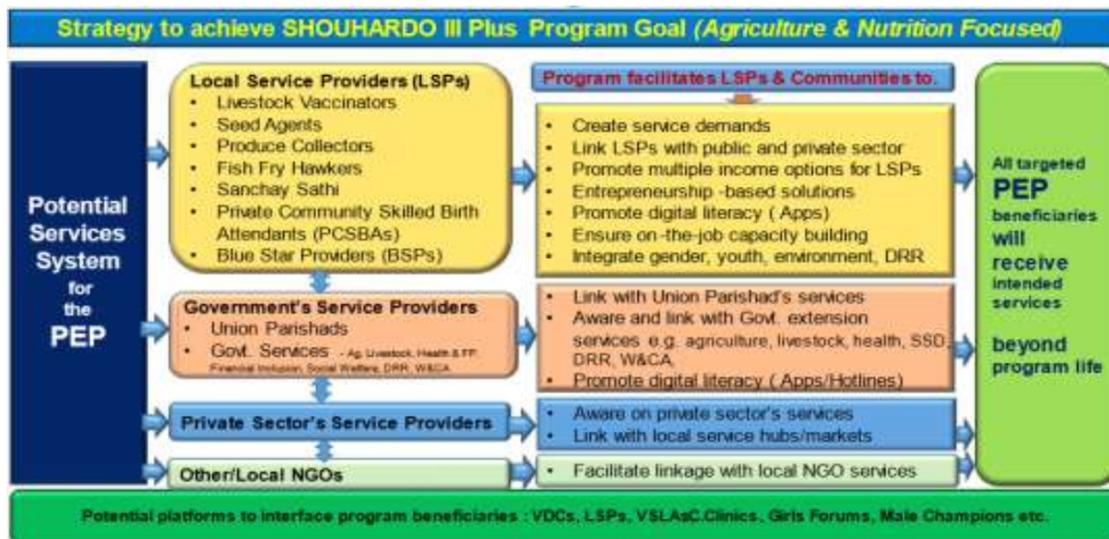 Strategy to achieve SHOUHARDO III Plus Program Goal (Agriculture & Nutrition Focused)
Potential
Services
System
for
the
PEP
Local Service Providers (LSPs)
• Livestock Vaccinators
• Seed Agents
• Produce Collectors
• Fish Fry Hawkers
• Sanchay Sathi
• Private Community Skilled Birth
Attendants (PCSBAs)
• Blue Star Providers (BSPs)
Government's Service Providers
• Union Parishads
• Govt. Services - Ag, Livestock, Health & FP,
Financial Inclusion, Social Welfare, DRR, W&CA
Private Sector's Service Providers
Other/Local NGOs
Program facilitates LSPs & Communities to.
• Create service demands
• Link LSPs with public and private sector
• Promote multiple income options for LSPs
• Entrepreneurship -based solutions
• Promote digital literacy ( Apps)
• Ensure on -the-job capacity building
• Integrate gender, youth, environment, DRR
• Link with Union Parishad's services
• Aware and link with Govt. extension
services e.g. agriculture, livestock, health, SSD,
DRR, W&CA,
• Promote digital literacy ( Apps/Hotlines)
• Aware on private sector's services
• Link with local service hubs/markets
• Facilitate linkage with local NGO services
All targeted
PEP
beneficiaries
will
receive
intended
services
beyond
program life
Potential platforms to interface program beneficiaries : VDCs, LSPs, VSLAsC.Clinics, Girls Forums, Male Champions etc.